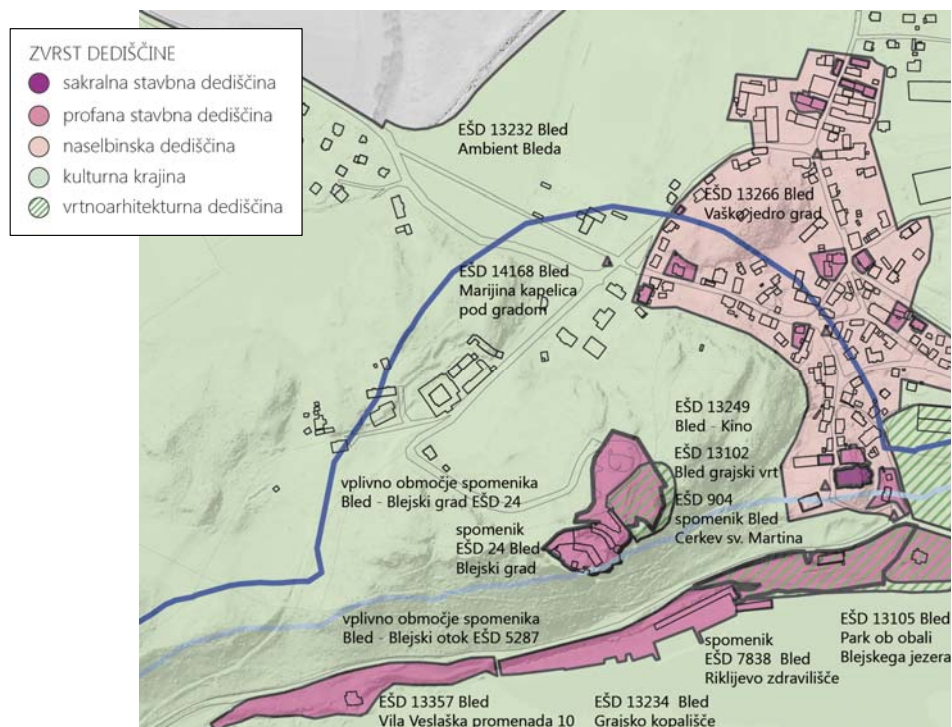 ZVRST DEDIŠČINE
sakralna stavbna dediščina
profana stavbna dediščina
naselbinska dediščina
kulturna krajina
vrtnoarhitekturna dediščina
EŠD 13232 Bled
Ambient Bleda
EŠD 13266 Bled
Vaško jedro grad
EŠD 14168 Bled
Marijina kapelica
pod gradom
EŠD 13249
Bled - Kino
EŠD 13102
Bled grajski vrt
EŠD 904
spomenik Bled
Cerkev sv. Martina
vplivno območje spomenika
Bled - Blejski grad EŠD 24
spomenik
EŠD 24 Bled
Blejski grad
vplivno območje spomenika
Bled - Blejski otok EŠD 5287
EŠD 13105 Bled
Park ob obali
Blejskega jezera
spomenik
EŠD 7838 Bled
Riklijevo zdravilišče
EŠD 13357 Bled
Vila Veslaška promenada 10
EŠD 13234 Bled
Grajsko kopališče